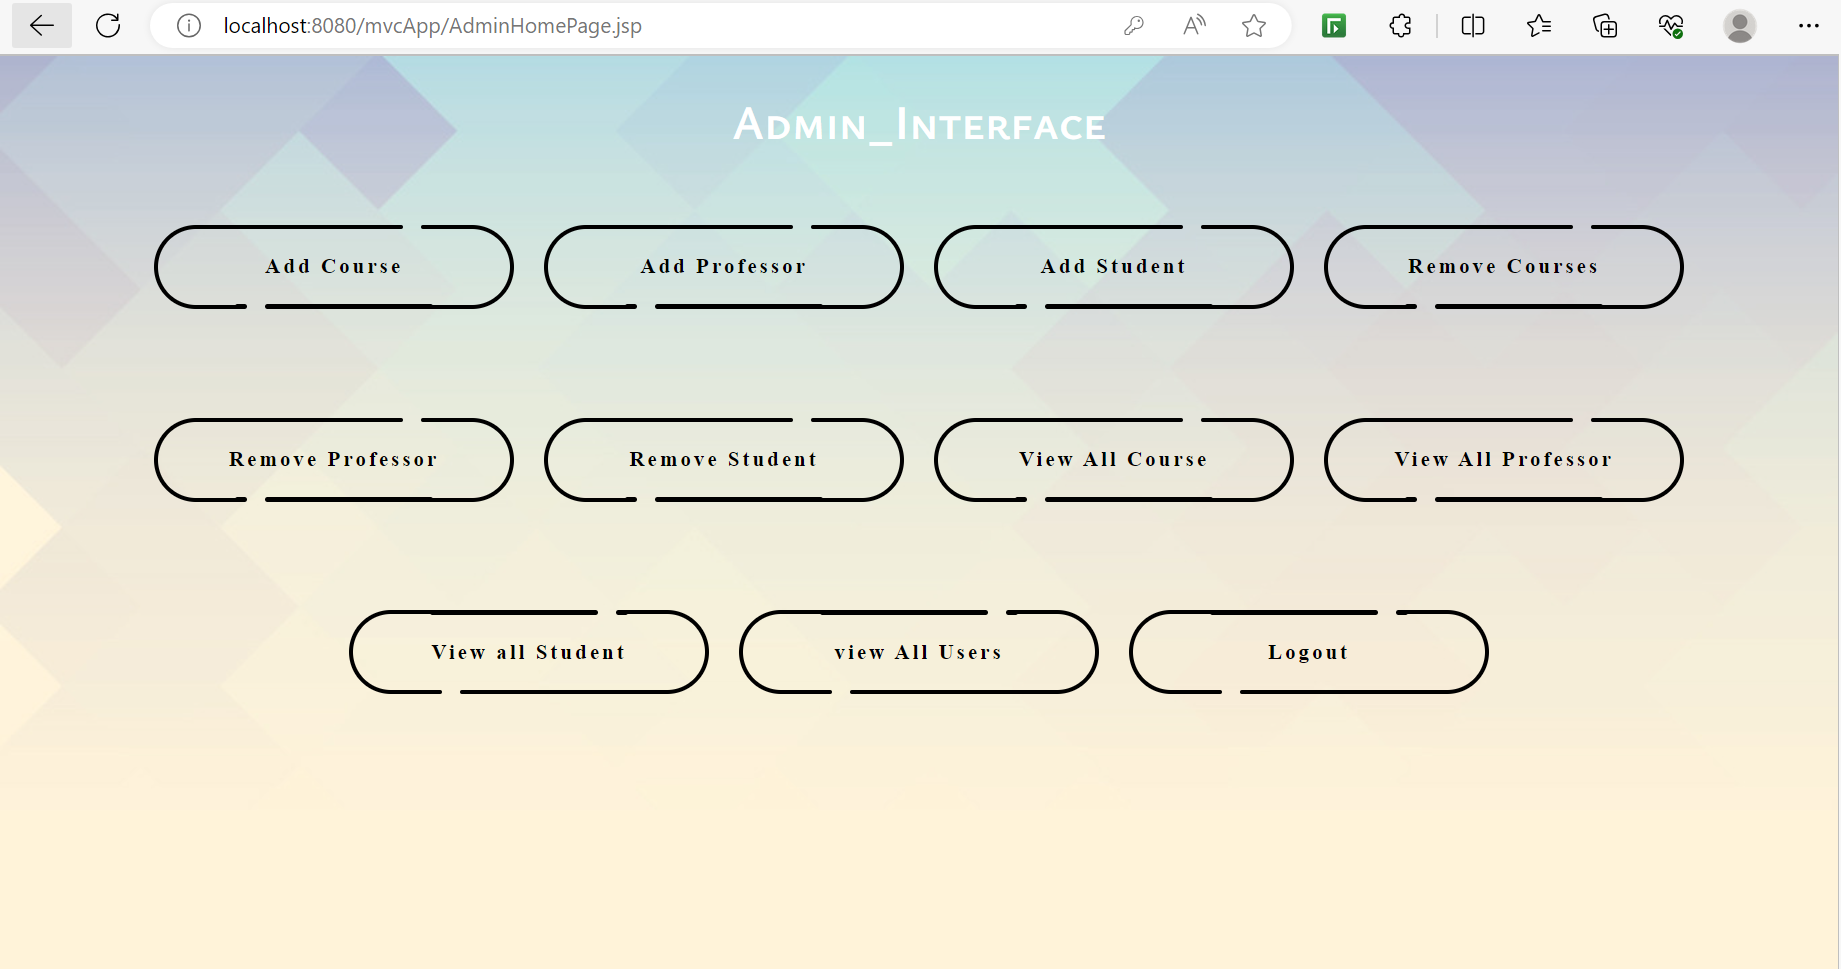 localhost:8080/mvcApp/AdminHomePage.jsp
Admin_Interface
Add Course Add Professor Add Student Remove Courses
Remove Professor Remove Student View All Course View All Professor
View all Student view All Users Logout